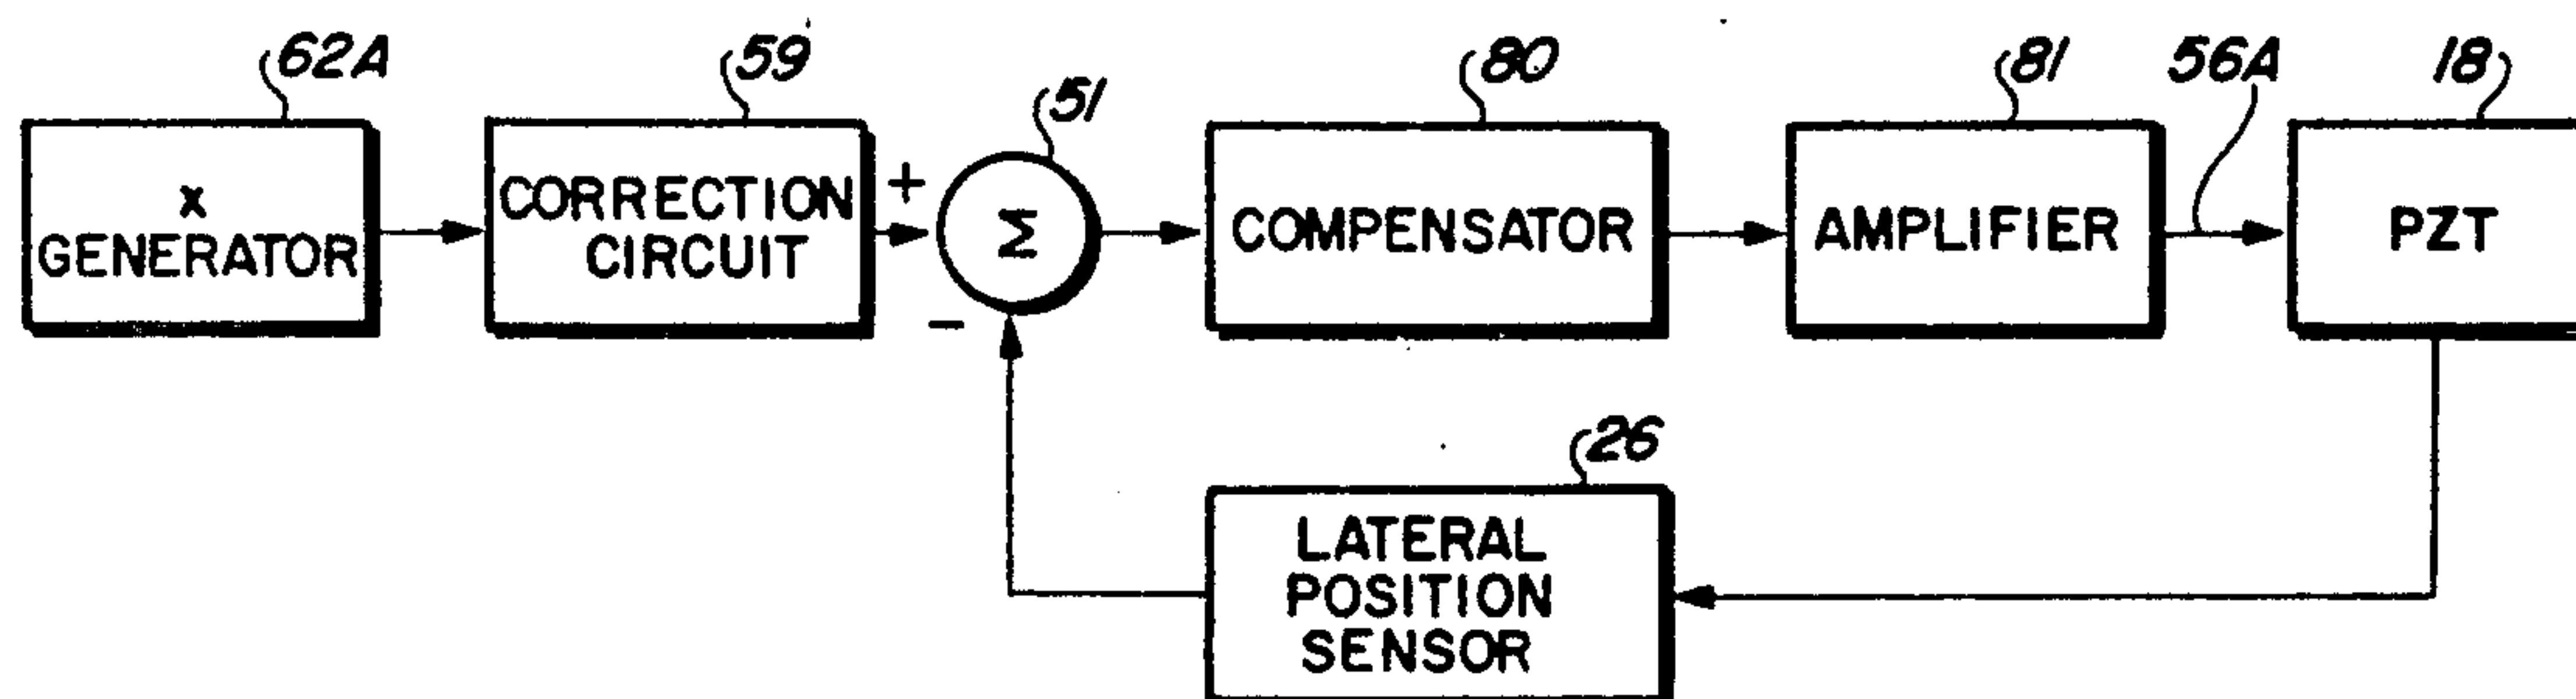 62A
59
51
80
81
56A
18
x
GENERATOR
CORRECTION
CIRCUIT
+
Σ
-
COMPENSATOR
AMPLIFIER
PZT
26
LATERAL
POSITION
SENSOR